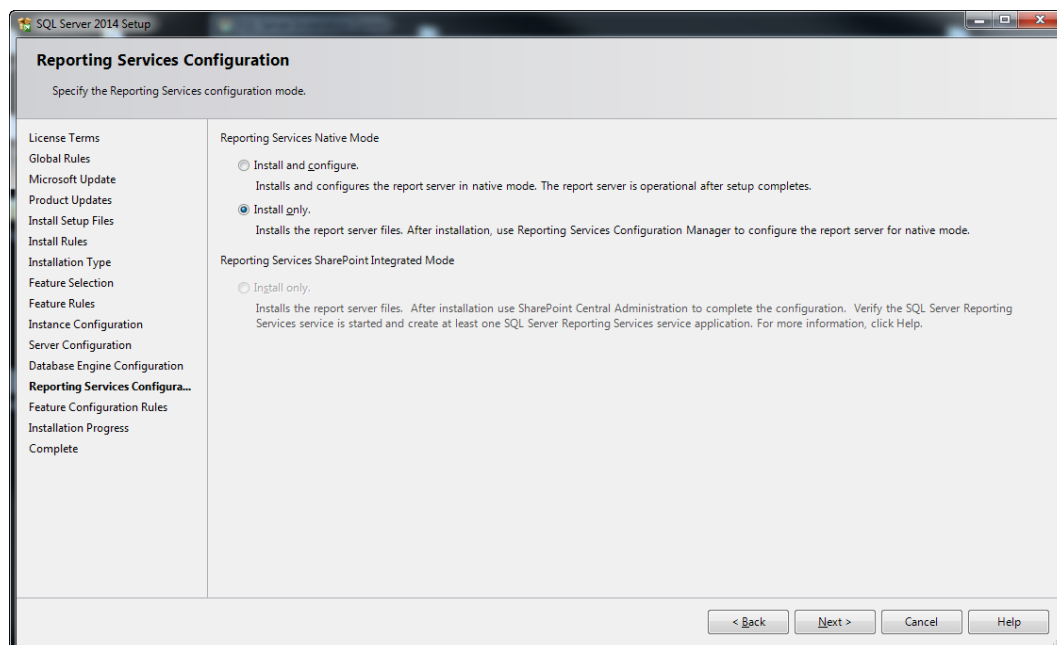 SQL Server 2014 Setup
Reporting Services Configuration
Specify the Reporting Services configuration mode.
License Terms
Global Rules
Microsoft Update
Product Updates
Install Setup Files
Install Rules
Installation Type
Feature Selection
Feature Rules
Instance Configuration
Server Configuration
Database Engine Configuration
Reporting Services Configura...
Feature Configuration Rules
Installation Progress
Complete
Reporting Services Native Mode
Install and configure.
Installs and configures the report server in native mode. The report server is operational after setup completes.
Install only.
Installs the report server files. After installation, use Reporting Services Configuration Manager to configure the report server for native mode.
Reporting Services SharePoint Integrated Mode
Install only.
Installs the report server files. After installation use SharePoint Central Administration to complete the configuration. Verify the SQL Server Reporting
Services service is started and create at least one SQL Server Reporting Services service application. For more information, click Help.
< Back
Next >
Cancel
Help